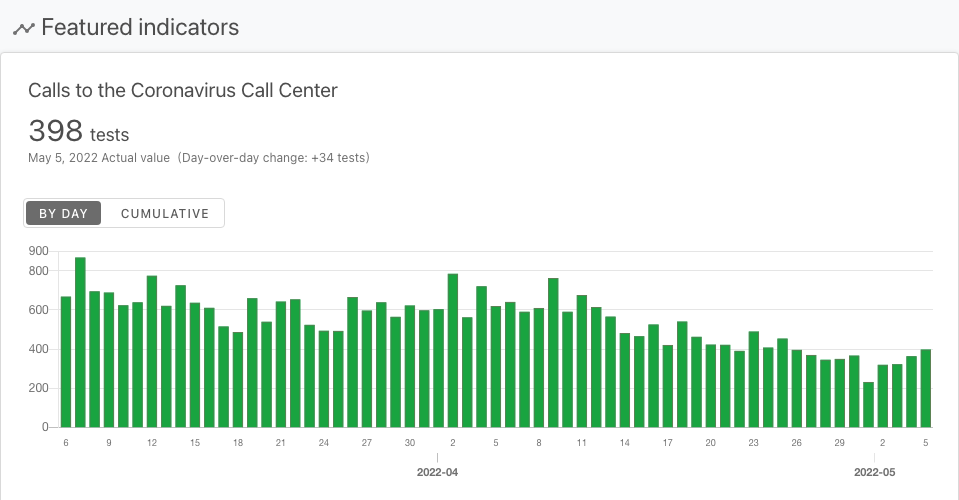 Featured indicators
Calls to the Coronavirus Call Center
398 tests
May 5, 2022 Actual value (Day-over-day change: +34 tests)
BY DAY CUMULATIVE
900
800
600
400
200
0
6 9 12 15 18 21 24 27 30 2 5 8 11 14 17 20 23 26 29 2 5
2022-04 2022-05